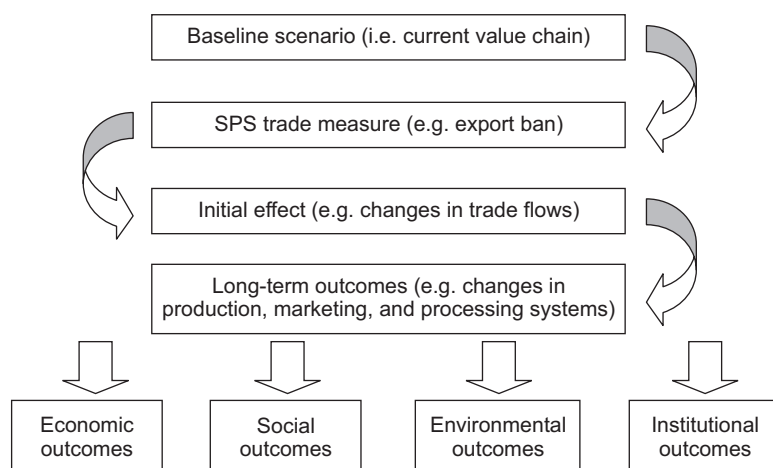 Baseline scenario (i.e. current value chain)
SPS trade measure (e.g. export ban)
Initial effect (e.g. changes in trade flows)
Long-term outcomes (e.g. changes in
production, marketing, and processing systems)
Economic
outcomes
Social
outcomes
Environmental
outcomes
Institutional
outcomes